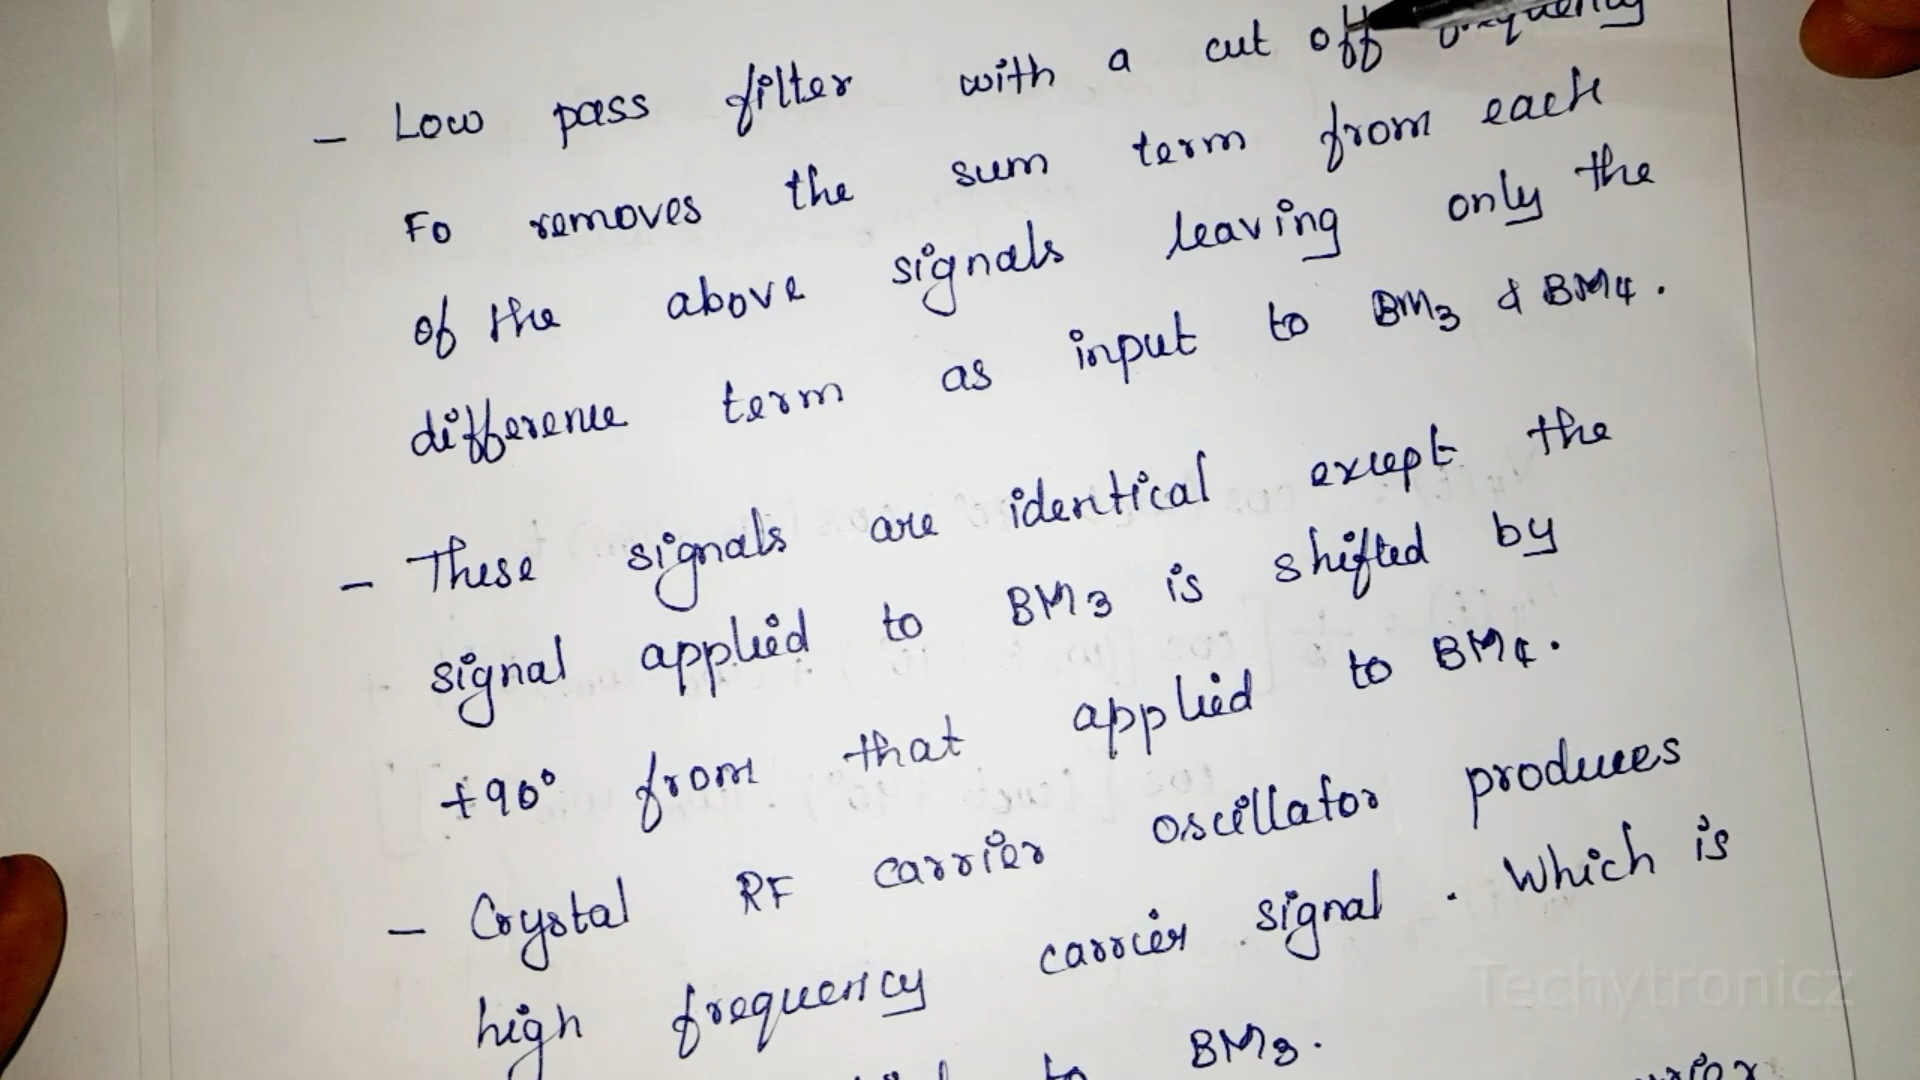 - Low pass filter with a cut off frequency
Fo removes the sum term from each
of the above signals leaving only the
difference term as input to BM3 & BM4.
- These signals are identical except the
signal applied to BM3 is shifted by
+90° from that applied to BM4.
- Crystal RF carrier oscillator produces
high frequency carrier signal. Which is
to BM3.
Techytronicz